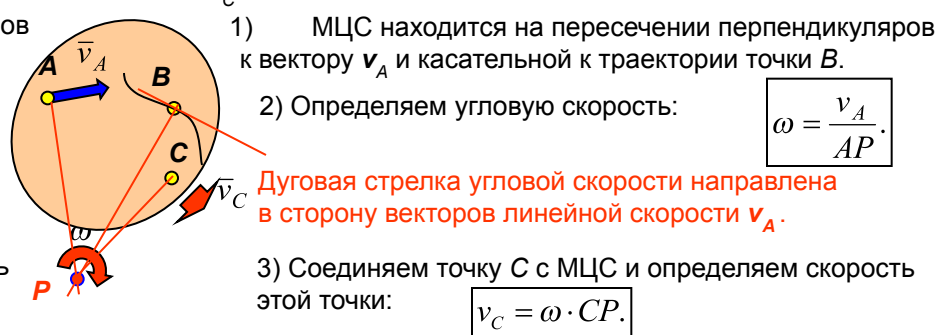 C
ов
1) МЦС находится на пересечении перпендикуляров
к вектору v_A и касательной к траектории точки B.
A
v̅_A
B
2) Определяем угловую скорость:
ω = v_A / AP.
C
v̅_C
Дуговая стрелка угловой скорости направлена
в сторону векторов линейной скорости v_A.
ω
ь
P
3) Соединяем точку C с МЦС и определяем скорость
этой точки:
v_C = ω · CP.